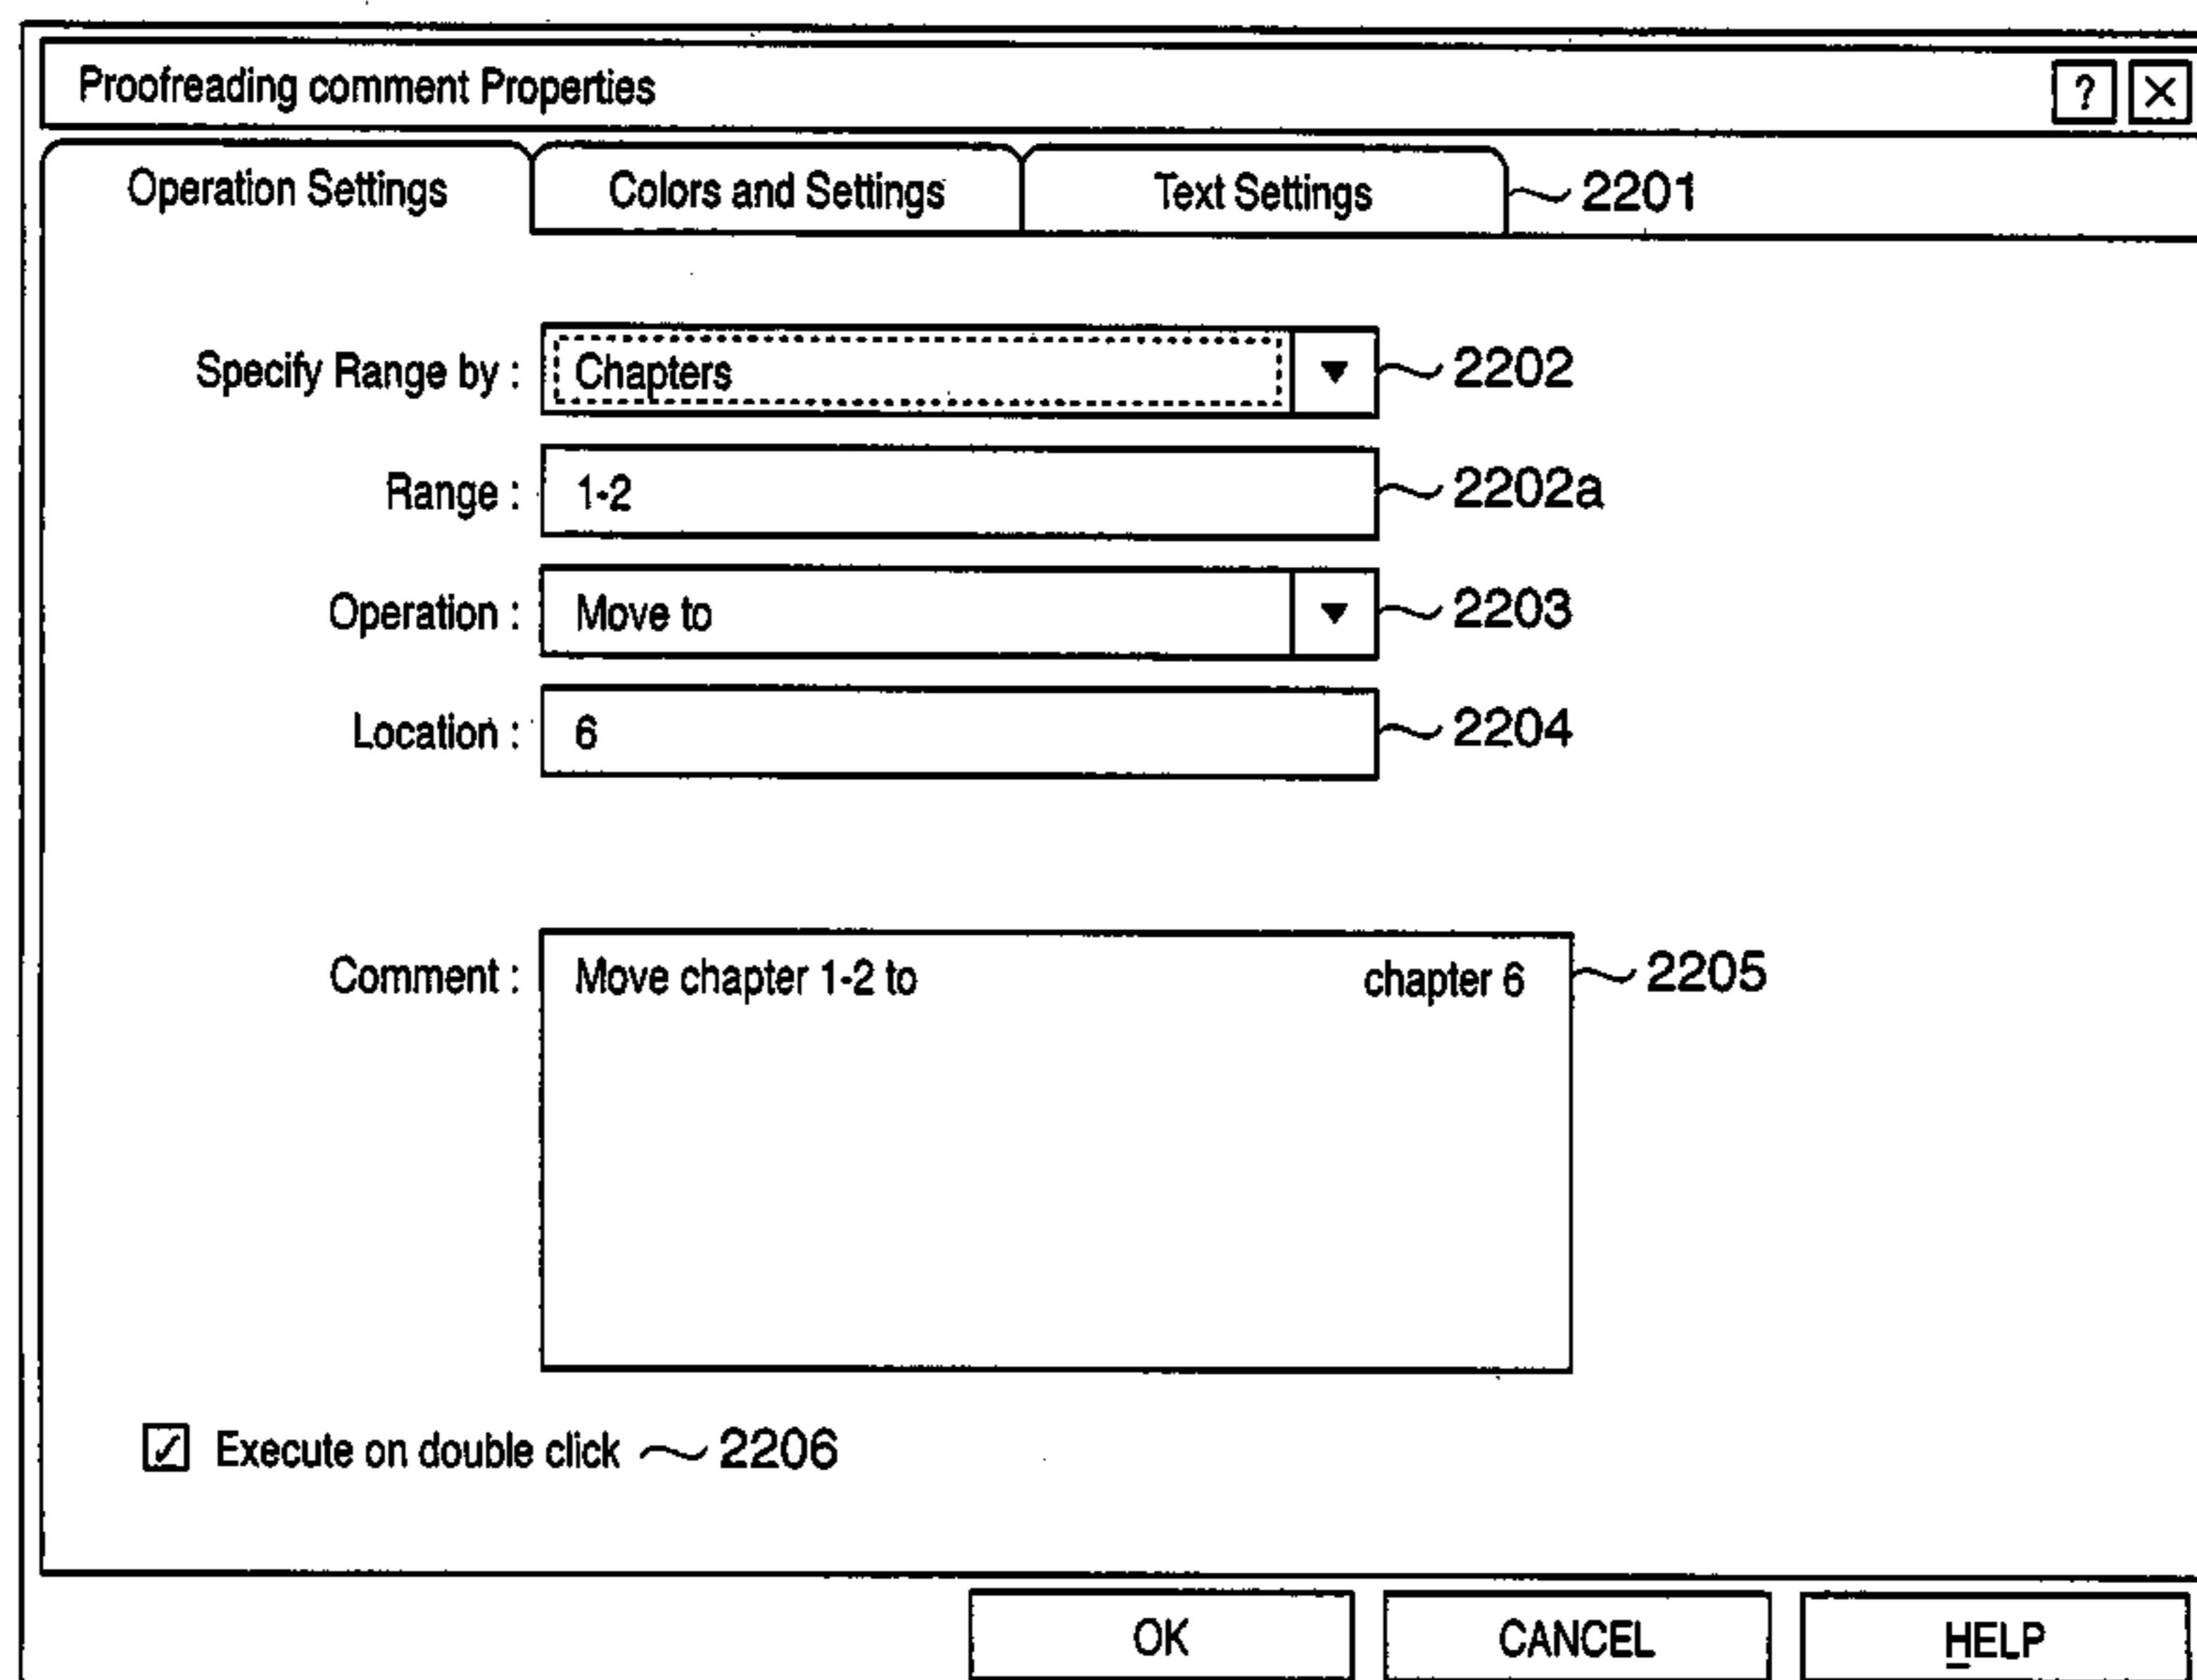 Proofreading comment Properties ? ×
Operation Settings Colors and Settings Text Settings 2201
Specify Range by : Chapters ▼ 2202
Range : 1-2 2202a
Operation : Move to ▼ 2203
Location : 6 2204
Comment : Move chapter 1-2 to chapter 6 2205
Execute on double click 2206
OK CANCEL HELP